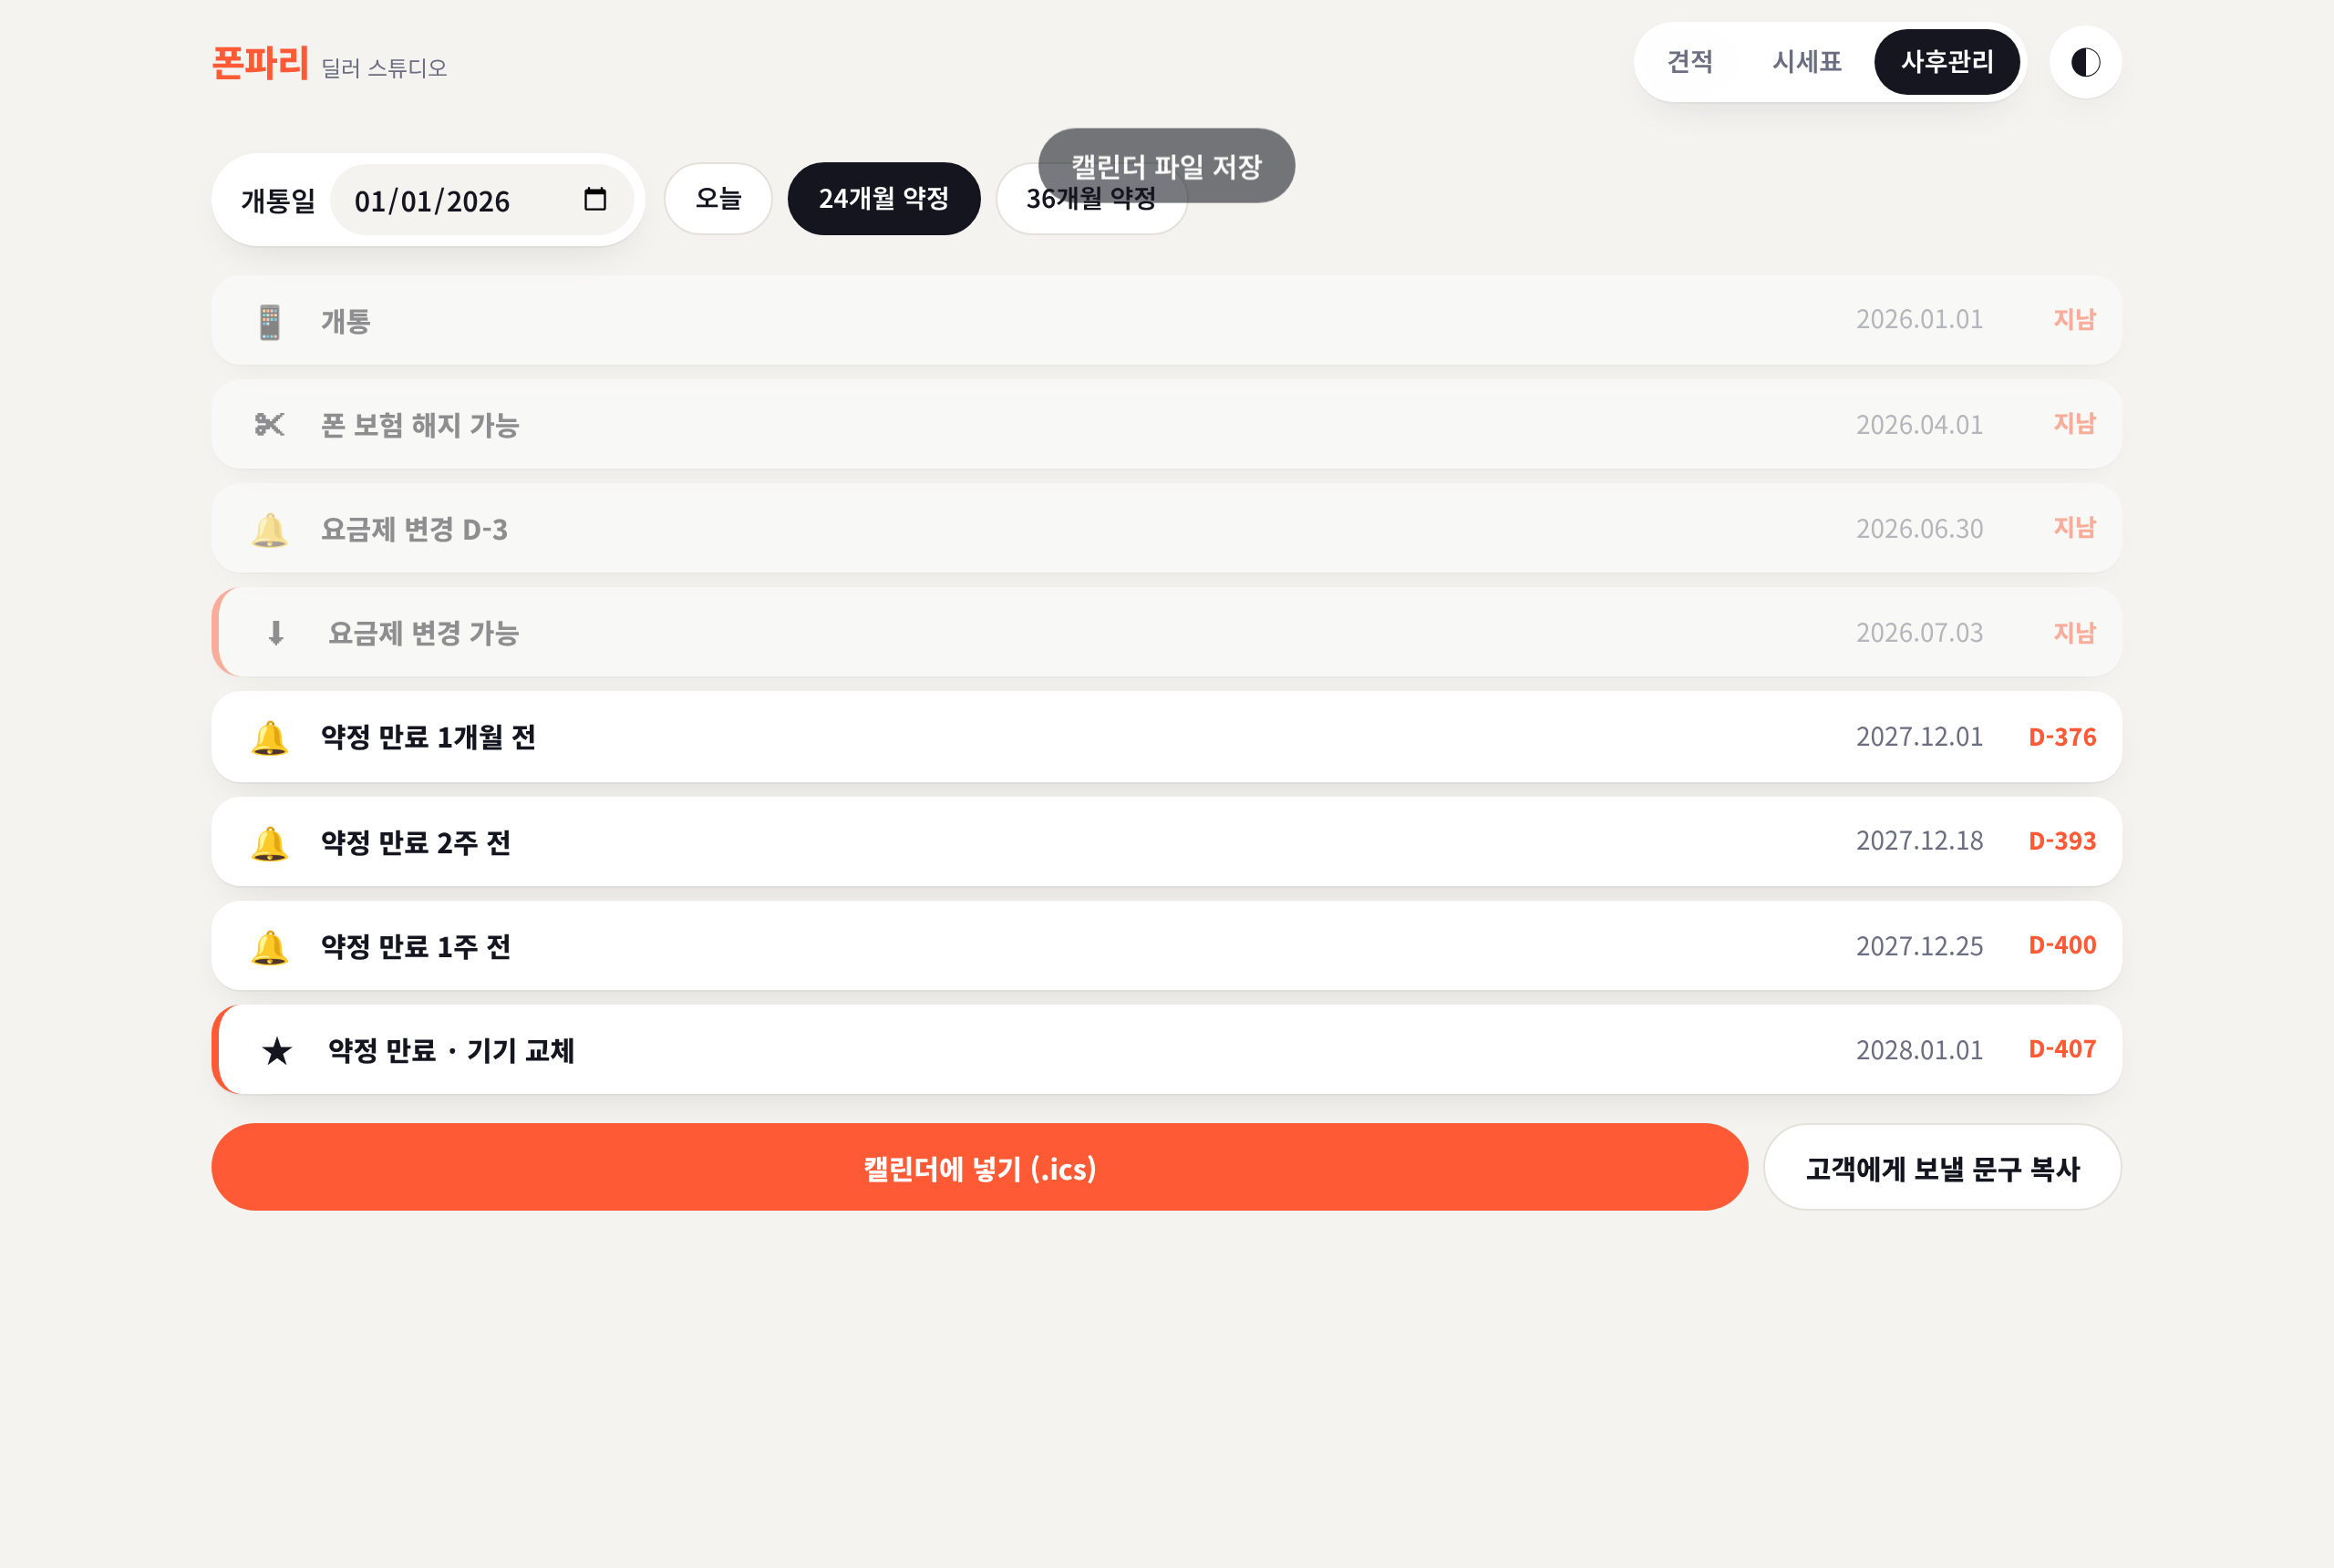 폰파리 딜러 스튜디오
견적 시세표 사후관리
캘린더 파일 저장
개통일 01/01/2026 오늘 24개월 약정 36개월 약정
개통 2026.01.01 지남
폰 보험 해지 가능 2026.04.01 지남
요금제 변경 D-3 2026.06.30 지남
요금제 변경 가능 2026.07.03 지남
약정 만료 1개월 전 2027.12.01 D-376
약정 만료 2주 전 2027.12.18 D-393
약정 만료 1주 전 2027.12.25 D-400
약정 만료 · 기기 교체 2028.01.01 D-407
캘린더에 넣기 (.ics) 고객에게 보낼 문구 복사